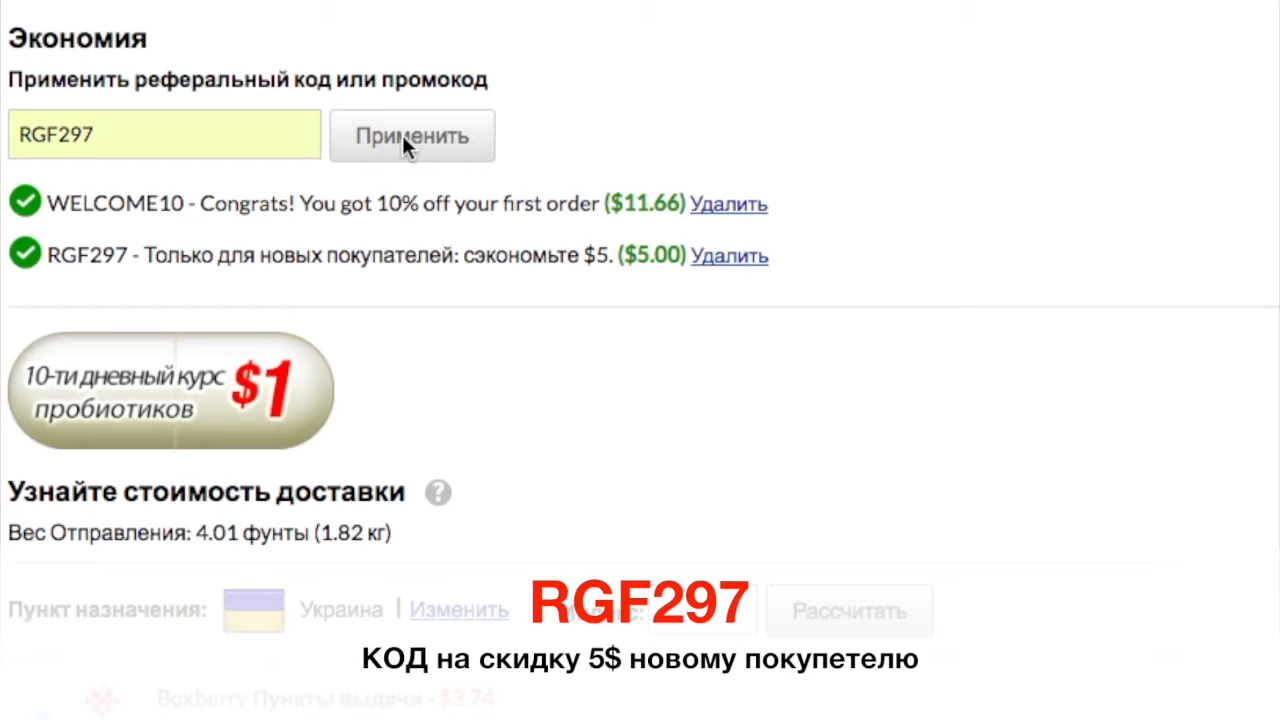 Экономия
Применить реферальный код или промокод
RGF297
Применить
WELCOME10 - Congrats! You got 10% off your first order ($11.66) Удалить
RGF297 - Только для новых покупателей: сэкономьте $5. ($5.00) Удалить
10-ти дневный курс
пробиотиков
$1
Узнайте стоимость доставки ?
Вес Отправления: 4.01 фунты (1.82 кг)
Пункт назначения: Украина | Изменить
Рассчитать
RGF297
КОД на скидку 5$ новому покупетелю
Boxberry Пункты выдачи - $3.74